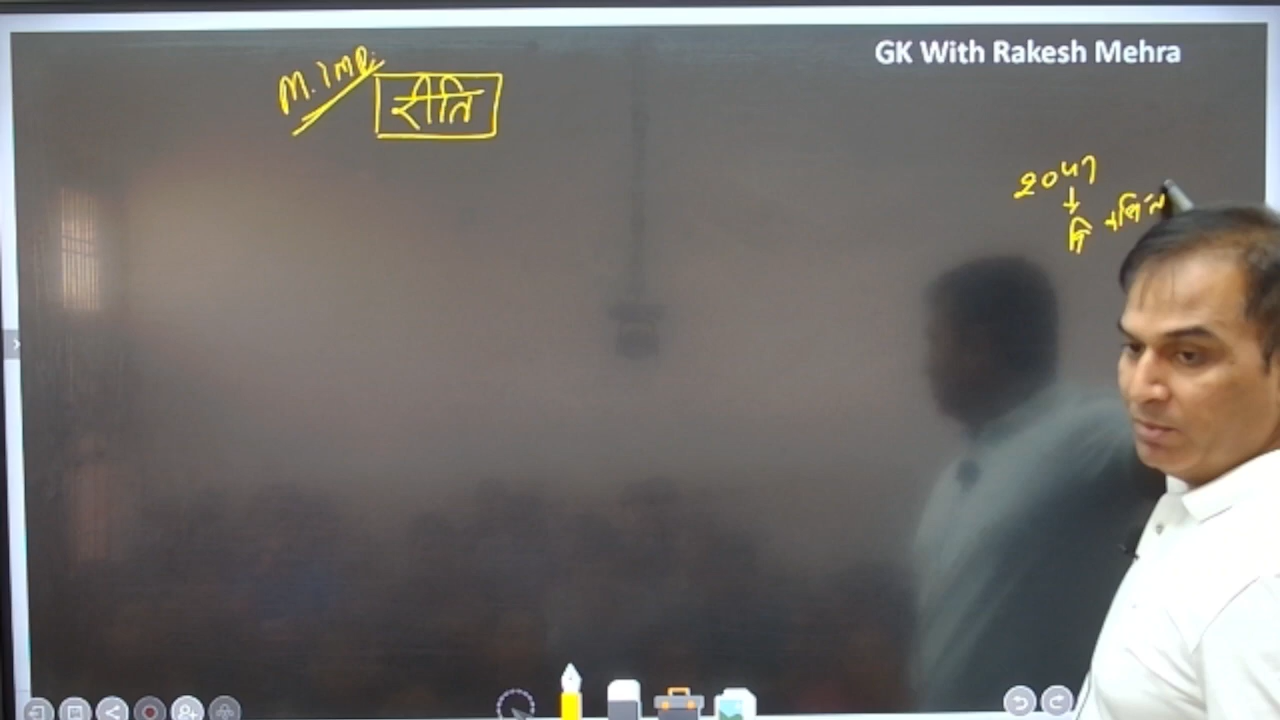 GK With Rakesh Mehra
M. Imp.
रीति
2047